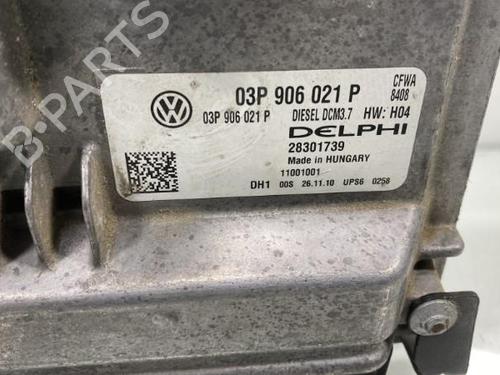 03P 906 021 P CFWA
8408
03P 906 021 P DIESEL DCM3.7 HW: H04
DELPHI
28301739
Made in HUNGARY
11001001
DH1 00S 26.11.10 UPS6 0258
B-PARTS